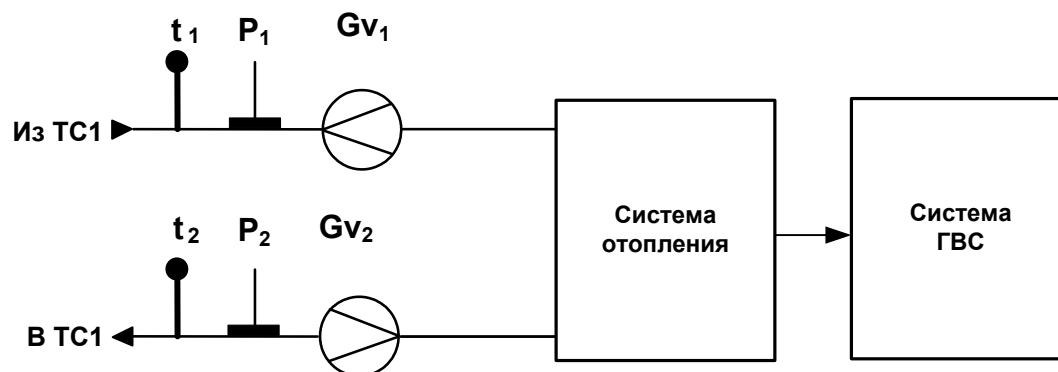 t₁ P₁ Gv₁
Из ТС1
t₂ P₂ Gv₂
В ТС1
Система
отопления
Система
ГВС